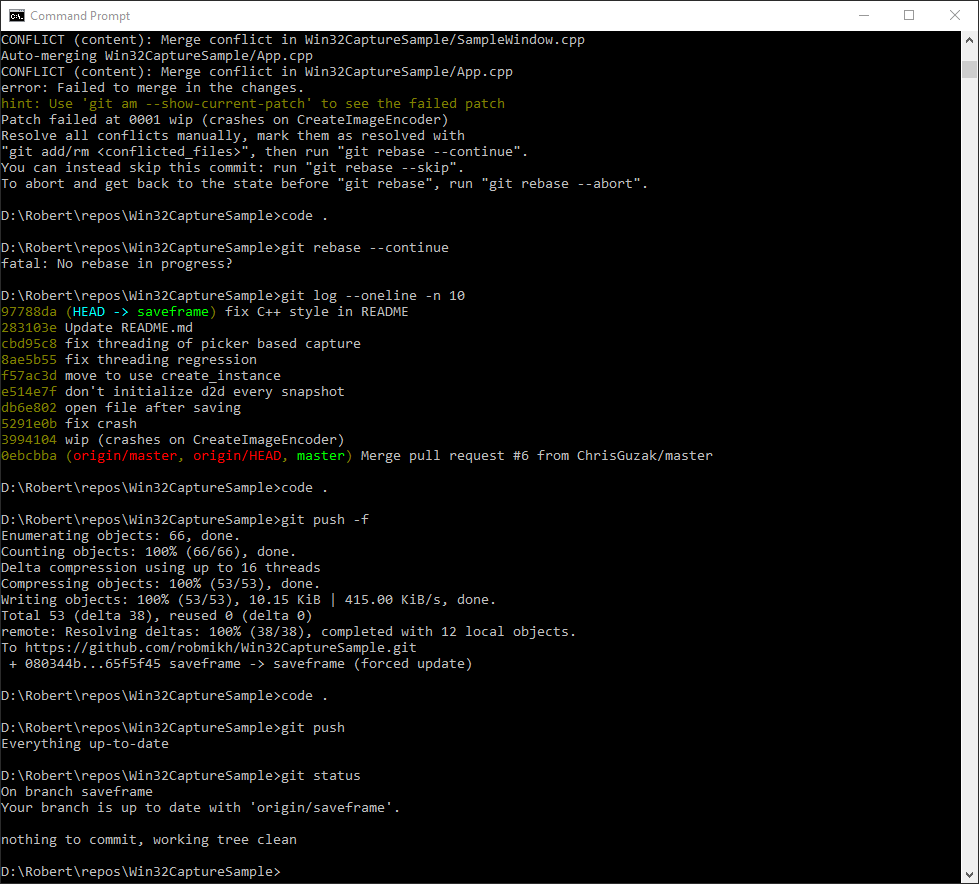 Command Prompt
CONFLICT (content): Merge conflict in Win32CaptureSample/SampleWindow.cpp
Auto-merging Win32CaptureSample/App.cpp
CONFLICT (content): Merge conflict in Win32CaptureSample/App.cpp
error: Failed to merge in the changes.
hint: Use 'git am --show-current-patch' to see the failed patch
Patch failed at 0001 wip (crashes on CreateImageEncoder)
Resolve all conflicts manually, mark them as resolved with
"git add/rm <conflicted_files>", then run "git rebase --continue".
You can instead skip this commit: run "git rebase --skip".
To abort and get back to the state before "git rebase", run "git rebase --abort".
D:\Robert\repos\Win32CaptureSample>code .
D:\Robert\repos\Win32CaptureSample>git rebase --continue
fatal: No rebase in progress?
D:\Robert\repos\Win32CaptureSample>git log --oneline -n 10
97788da (HEAD -> saveframe) fix C++ style in README
283103e Update README.md
cbd95c8 fix threading of picker based capture
8ae5b55 fix threading regression
f57ac3d move to use create_instance
e514e7f don't initialize d2d every snapshot
db6e802 open file after saving
5291e0b fix crash
3994104 wip (crashes on CreateImageEncoder)
0ebcbba (origin/master, origin/HEAD, master) Merge pull request #6 from ChrisGuzak/master
D:\Robert\repos\Win32CaptureSample>code .
D:\Robert\repos\Win32CaptureSample>git push -f
Enumerating objects: 66, done.
Counting objects: 100% (66/66), done.
Delta compression using up to 16 threads
Compressing objects: 100% (53/53), done.
Writing objects: 100% (53/53), 10.15 KiB | 415.00 KiB/s, done.
Total 53 (delta 38), reused 0 (delta 0)
remote: Resolving deltas: 100% (38/38), completed with 12 local objects.
To https://github.com/robmikh/Win32CaptureSample.git
 + 080344b...65f5f45 saveframe -> saveframe (forced update)
D:\Robert\repos\Win32CaptureSample>code .
D:\Robert\repos\Win32CaptureSample>git push
Everything up-to-date
D:\Robert\repos\Win32CaptureSample>git status
On branch saveframe
Your branch is up to date with 'origin/saveframe'.
nothing to commit, working tree clean
D:\Robert\repos\Win32CaptureSample>